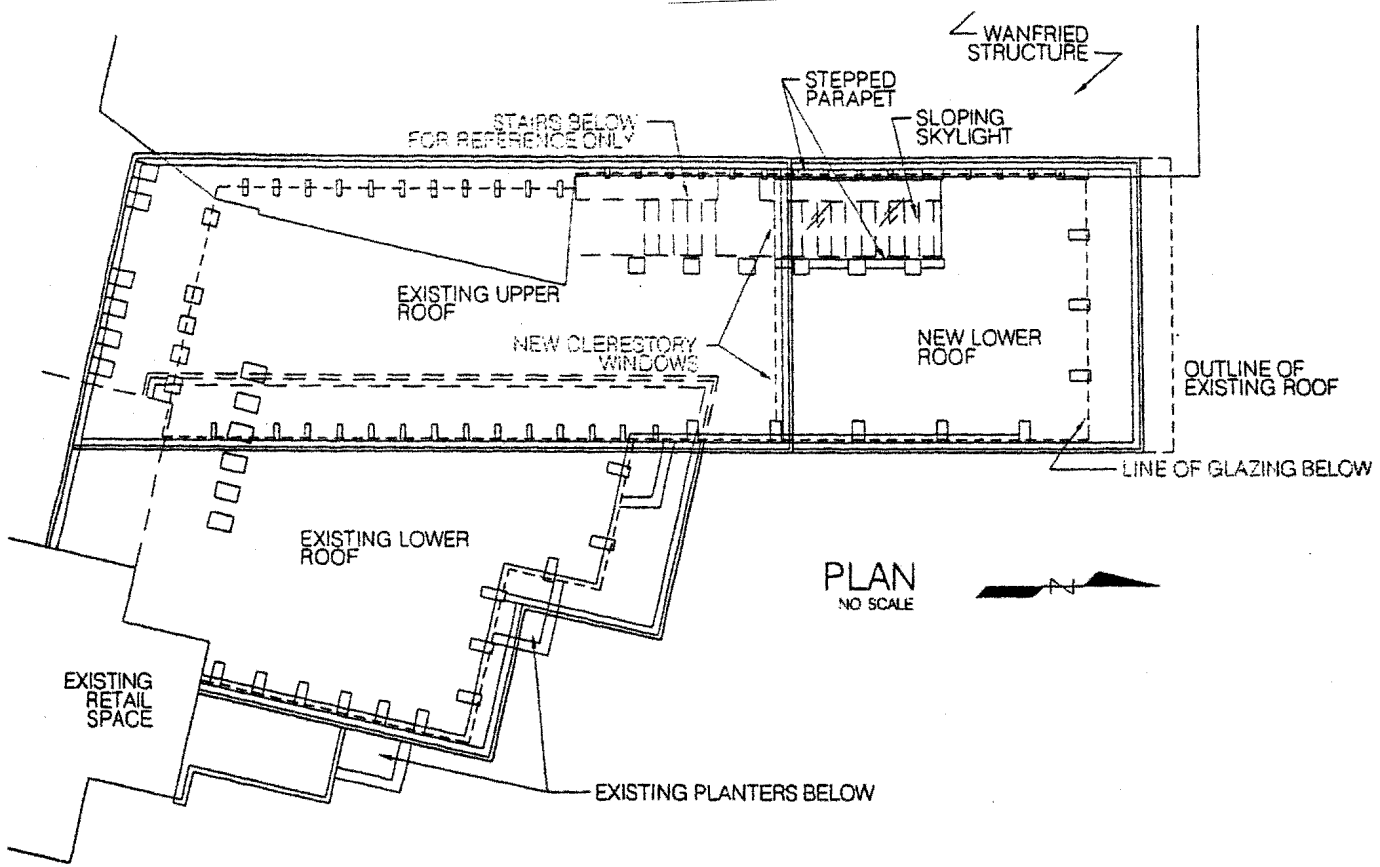 WANFRIED
STRUCTURE
STEPPED
PARAPET
SLOPING
SKYLIGHT
STAIRS BELOW
FOR REFERENCE ONLY
EXISTING UPPER
ROOF
NEW CLERESTORY
WINDOWS
NEW LOWER
ROOF
OUTLINE OF
EXISTING ROOF
LINE OF GLAZING BELOW
EXISTING LOWER
ROOF
PLAN
NO SCALE
N
EXISTING
RETAIL
SPACE
EXISTING PLANTERS BELOW